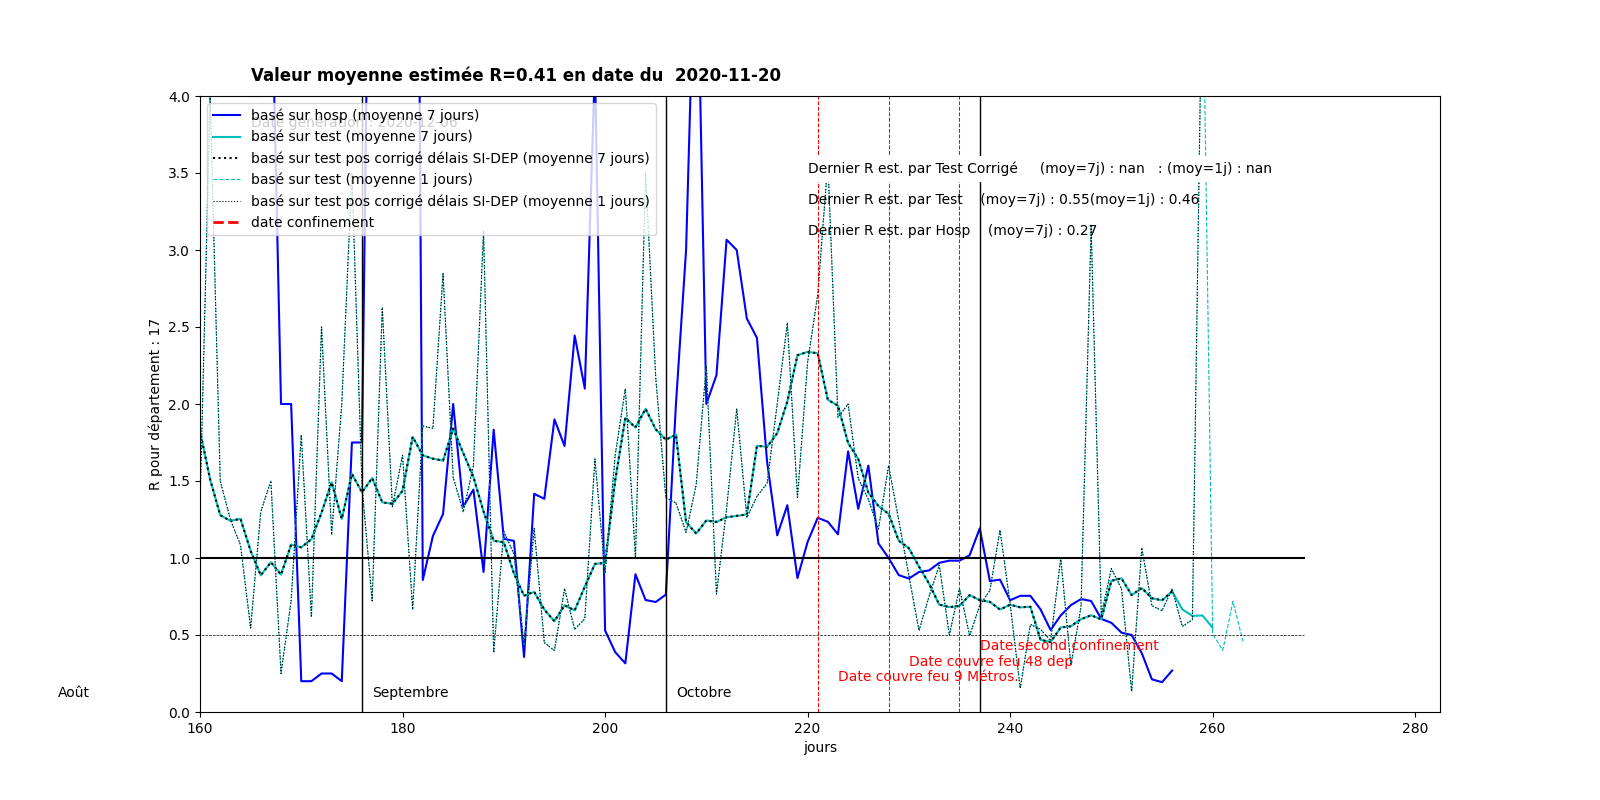 Valeur moyenne estimée R=0.41 en date du  2020-11-20
Date génération : 2020-12-06
basé sur hosp (moyenne 7 jours)
basé sur test (moyenne 7 jours)
basé sur test pos corrigé délais SI-DEP (moyenne 7 jours)
basé sur test (moyenne 1 jours)
basé sur test pos corrigé délais SI-DEP (moyenne 1 jours)
date confinement
Dernier R est. par Test Corrigé     (moy=7j) : nan   : (moy=1j) : nan
Dernier R est. par Test    (moy=7j) : 0.55(moy=1j) : 0.46
Dernier R est. par Hosp    (moy=7j) : 0.27
4.0
3.5
3.0
2.5
2.0
1.5
1.0
0.5
0.0
R pour département : 17
Date second confinement
Date couvre feu 48 dep
Date couvre feu 9 Métros.
Août
Septembre
Octobre
160 180 200 220 240 260 280
jours